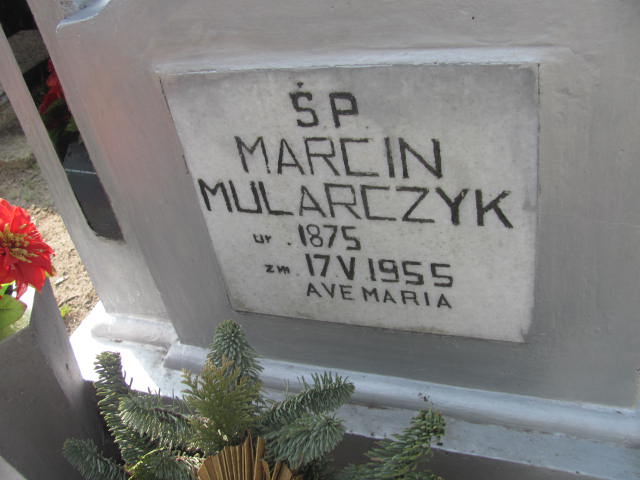 ŚP
MARCIN
MULARCZYK
ur. 1875
zm. 17 V 1955
AVE MARIA